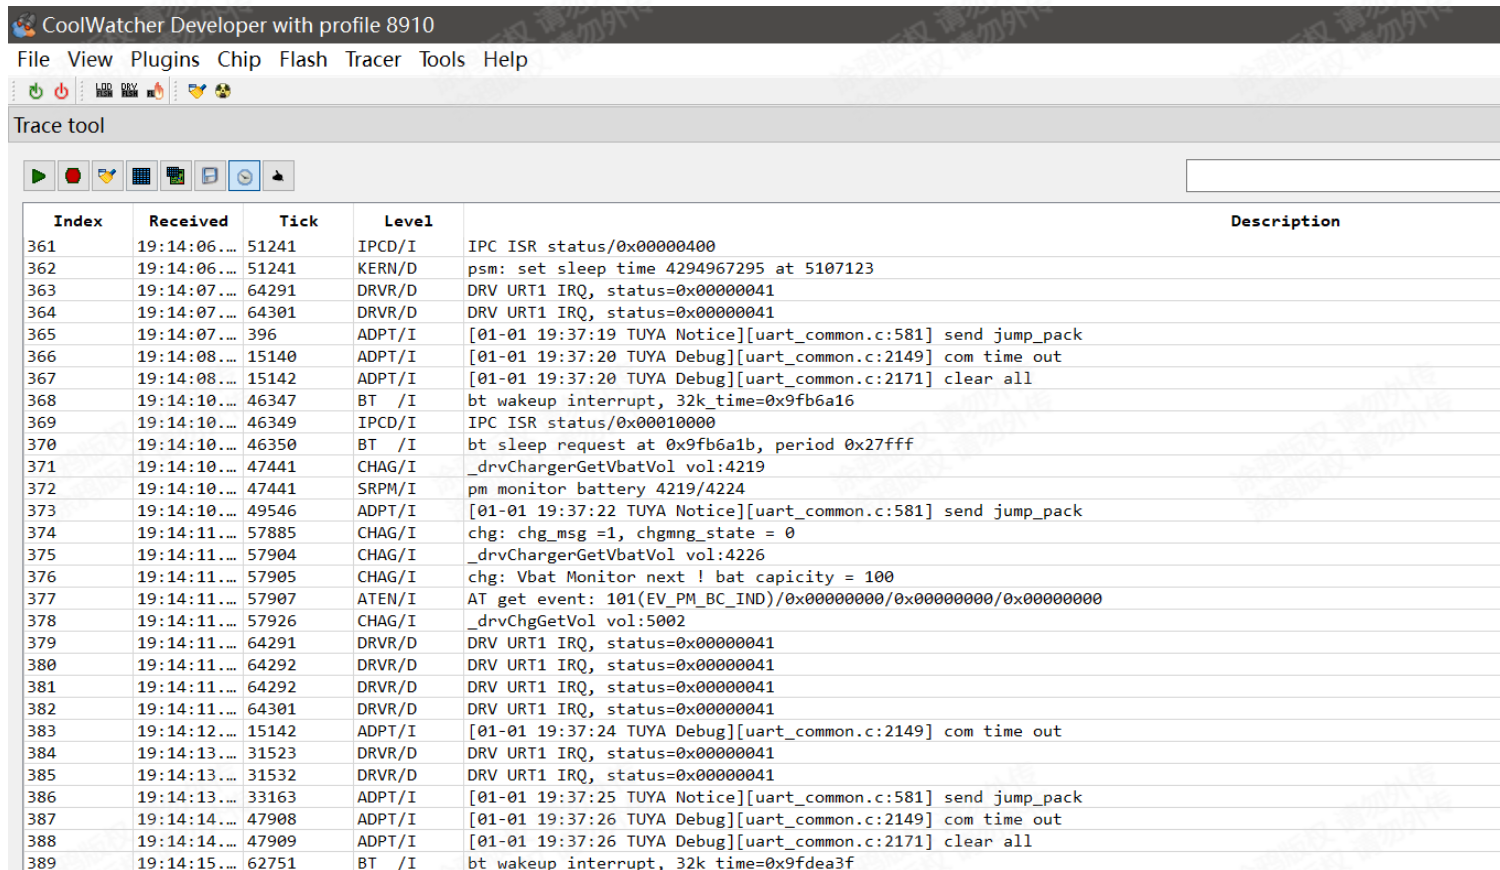 CoolWatcher Developer with profile 8910
File View Plugins Chip Flash Tracer Tools Help
Trace tool
Index Received Tick Level Description
361 19:14:06.… 51241 IPCD/I IPC ISR status/0x00000400
362 19:14:06.… 51241 KERN/D psm: set sleep time 4294967295 at 5107123
363 19:14:07.… 64291 DRVR/D DRV URT1 IRQ, status=0x00000041
364 19:14:07.… 64301 DRVR/D DRV URT1 IRQ, status=0x00000041
365 19:14:07.… 396 ADPT/I [01-01 19:37:19 TUYA Notice][uart_common.c:581] send jump_pack
366 19:14:08.… 15140 ADPT/I [01-01 19:37:20 TUYA Debug][uart_common.c:2149] com time out
367 19:14:08.… 15142 ADPT/I [01-01 19:37:20 TUYA Debug][uart_common.c:2171] clear all
368 19:14:10.… 46347 BT /I bt wakeup interrupt, 32k_time=0x9fb6a16
369 19:14:10.… 46349 IPCD/I IPC ISR status/0x00010000
370 19:14:10.… 46350 BT /I bt sleep request at 0x9fb6a1b, period 0x27fff
371 19:14:10.… 47441 CHAG/I _drvChargerGetVbatVol vol:4219
372 19:14:10.… 47441 SRPM/I pm monitor battery 4219/4224
373 19:14:10.… 49546 ADPT/I [01-01 19:37:22 TUYA Notice][uart_common.c:581] send jump_pack
374 19:14:11.… 57885 CHAG/I chg: chg_msg =1, chgmng_state = 0
375 19:14:11.… 57904 CHAG/I _drvChargerGetVbatVol vol:4226
376 19:14:11.… 57905 CHAG/I chg: Vbat Monitor next ! bat capicity = 100
377 19:14:11.… 57907 ATEN/I AT get event: 101(EV_PM_BC_IND)/0x00000000/0x00000000/0x00000000
378 19:14:11.… 57926 CHAG/I _drvChgGetVol vol:5002
379 19:14:11.… 64291 DRVR/D DRV URT1 IRQ, status=0x00000041
380 19:14:11.… 64292 DRVR/D DRV URT1 IRQ, status=0x00000041
381 19:14:11.… 64292 DRVR/D DRV URT1 IRQ, status=0x00000041
382 19:14:11.… 64301 DRVR/D DRV URT1 IRQ, status=0x00000041
383 19:14:12.… 15142 ADPT/I [01-01 19:37:24 TUYA Debug][uart_common.c:2149] com time out
384 19:14:13.… 31523 DRVR/D DRV URT1 IRQ, status=0x00000041
385 19:14:13.… 31532 DRVR/D DRV URT1 IRQ, status=0x00000041
386 19:14:13.… 33163 ADPT/I [01-01 19:37:25 TUYA Notice][uart_common.c:581] send jump_pack
387 19:14:14.… 47908 ADPT/I [01-01 19:37:26 TUYA Debug][uart_common.c:2149] com time out
388 19:14:14.… 47909 ADPT/I [01-01 19:37:26 TUYA Debug][uart_common.c:2171] clear all
389 19:14:15.… 62751 BT /I bt wakeup interrupt, 32k_time=0x9fdea3f